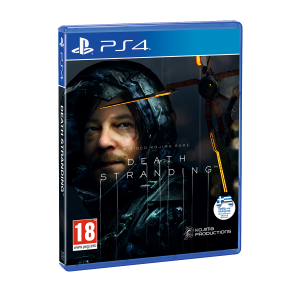 PS4
A HIDEO KOJIMA GAME
DEATH
STRANDING
DEATH STRANDING
18
www.pegi.info
KOJIMA
PRODUCTIONS